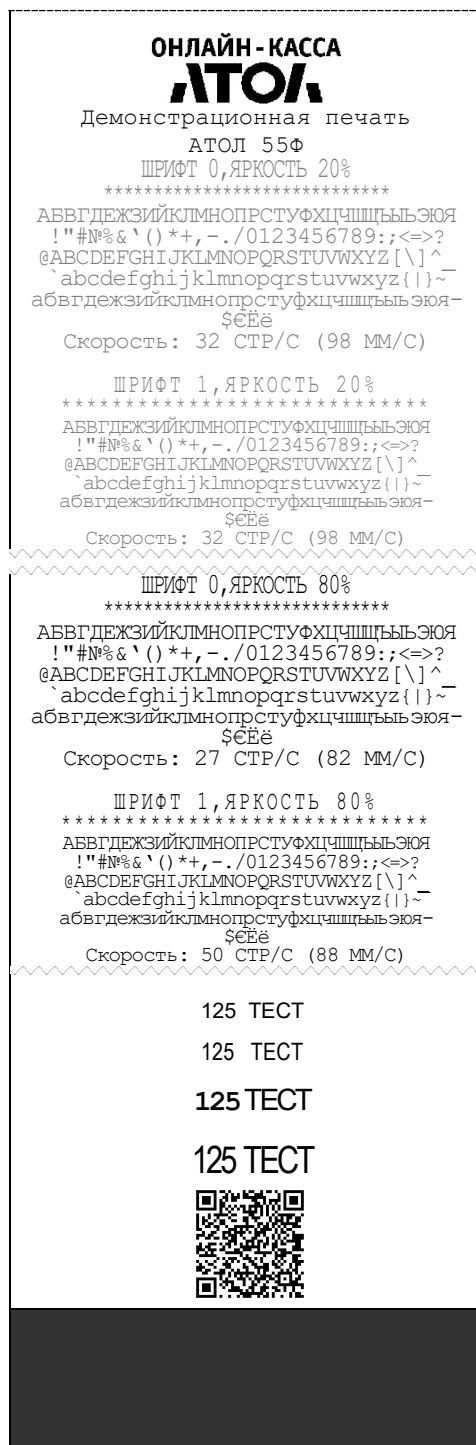 ОНЛАЙН-КАССА
АТОЛ
Демонстрационная печать
АТОЛ 55Ф
ШРИФТ 0,ЯРКОСТЬ 20%
*****************************
АБВГДЕЖЗИЙКЛМНОПРСТУФХЦЧШЩЪЫЬЭЮЯ
!"#№%&`()*+,-./0123456789:;<=>?
@ABCDEFGHIJKLMNOPQRSTUVWXYZ[\]^_
`abcdefghijklmnopqrstuvwxyz{|}~
абвгдежзийклмнопрстуфхцчшщъыьэюя-
$€Ёё
Скорость: 32 СТР/С (98 ММ/С)
ШРИФТ 1,ЯРКОСТЬ 20%
*****************************
АБВГДЕЖЗИЙКЛМНОПРСТУФХЦЧШЩЪЫЬЭЮЯ
!"#№%&`()*+,-./0123456789:;<=>?
@ABCDEFGHIJKLMNOPQRSTUVWXYZ[\]^_
`abcdefghijklmnopqrstuvwxyz{|}~
абвгдежзийклмнопрстуфхцчшщъыьэюя-
$€Ёё
Скорость: 32 СТР/С (98 ММ/С)
ШРИФТ 0,ЯРКОСТЬ 80%
*****************************
АБВГДЕЖЗИЙКЛМНОПРСТУФХЦЧШЩЪЫЬЭЮЯ
!"#№%&`()*+,-./0123456789:;<=>?
@ABCDEFGHIJKLMNOPQRSTUVWXYZ[\]^_
`abcdefghijklmnopqrstuvwxyz{|}~
абвгдежзийклмнопрстуфхцчшщъыьэюя-
$€Ёё
Скорость: 27 СТР/С (82 ММ/С)
ШРИФТ 1,ЯРКОСТЬ 80%
*****************************
АБВГДЕЖЗИЙКЛМНОПРСТУФХЦЧШЩЪЫЬЭЮЯ
!"#№%&`()*+,-./0123456789:;<=>?
@ABCDEFGHIJKLMNOPQRSTUVWXYZ[\]^_
`abcdefghijklmnopqrstuvwxyz{|}~
абвгдежзийклмнопрстуфхцчшщъыьэюя-
$€Ёё
Скорость: 50 СТР/С (88 ММ/С)
125 ТЕСТ
125 ТЕСТ
125 ТЕСТ
125 ТЕСТ